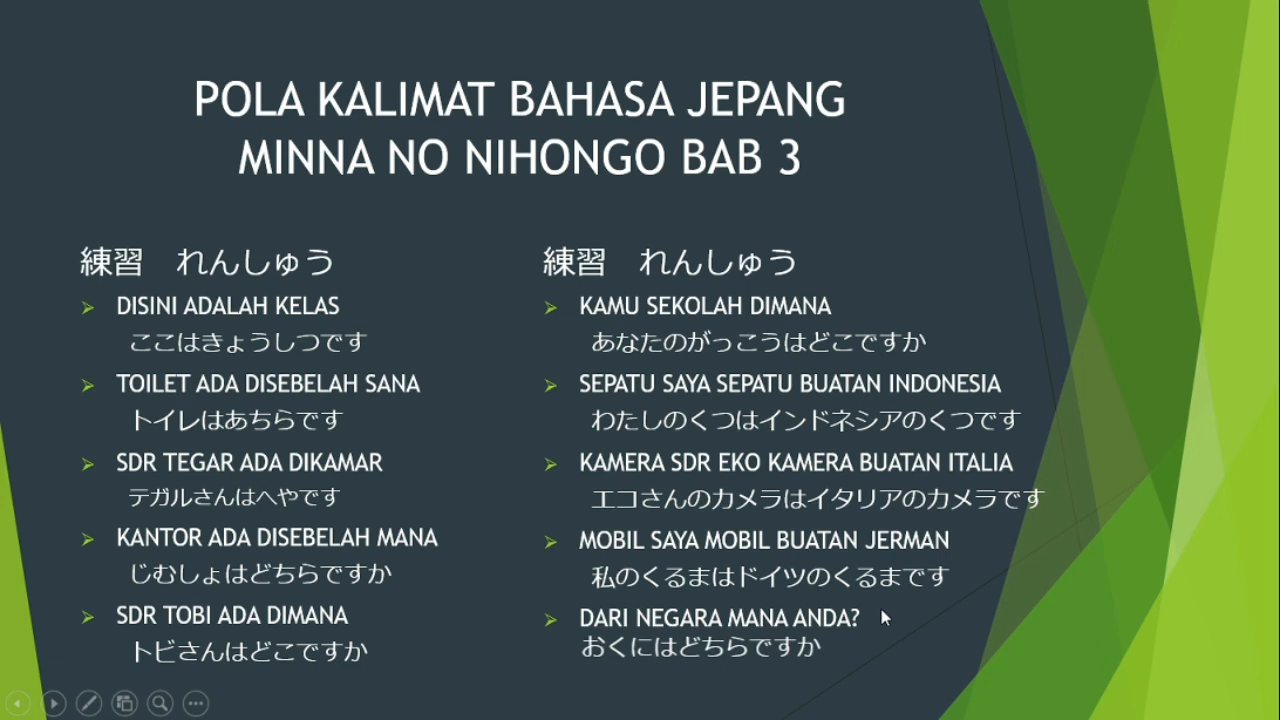 POLA KALIMAT BAHASA JEPANG
MINNA NO NIHONGO BAB 3
練習　れんしゅう
DISINI ADALAH KELAS
ここはきょうしつです
TOILET ADA DISEBELAH SANA
トイレはあちらです
SDR TEGAR ADA DIKAMAR
テガルさんはへやです
KANTOR ADA DISEBELAH MANA
じむしょはどちらですか
SDR TOBI ADA DIMANA
トビさんはどこですか
練習　れんしゅう
KAMU SEKOLAH DIMANA
あなたのがっこうはどこですか
SEPATU SAYA SEPATU BUATAN INDONESIA
わたしのくつはインドネシアのくつです
KAMERA SDR EKO KAMERA BUATAN ITALIA
エコさんのカメラはイタリアのカメラです
MOBIL SAYA MOBIL BUATAN JERMAN
私のくるまはドイツのくるまです
DARI NEGARA MANA ANDA?
おくにはどちらですか